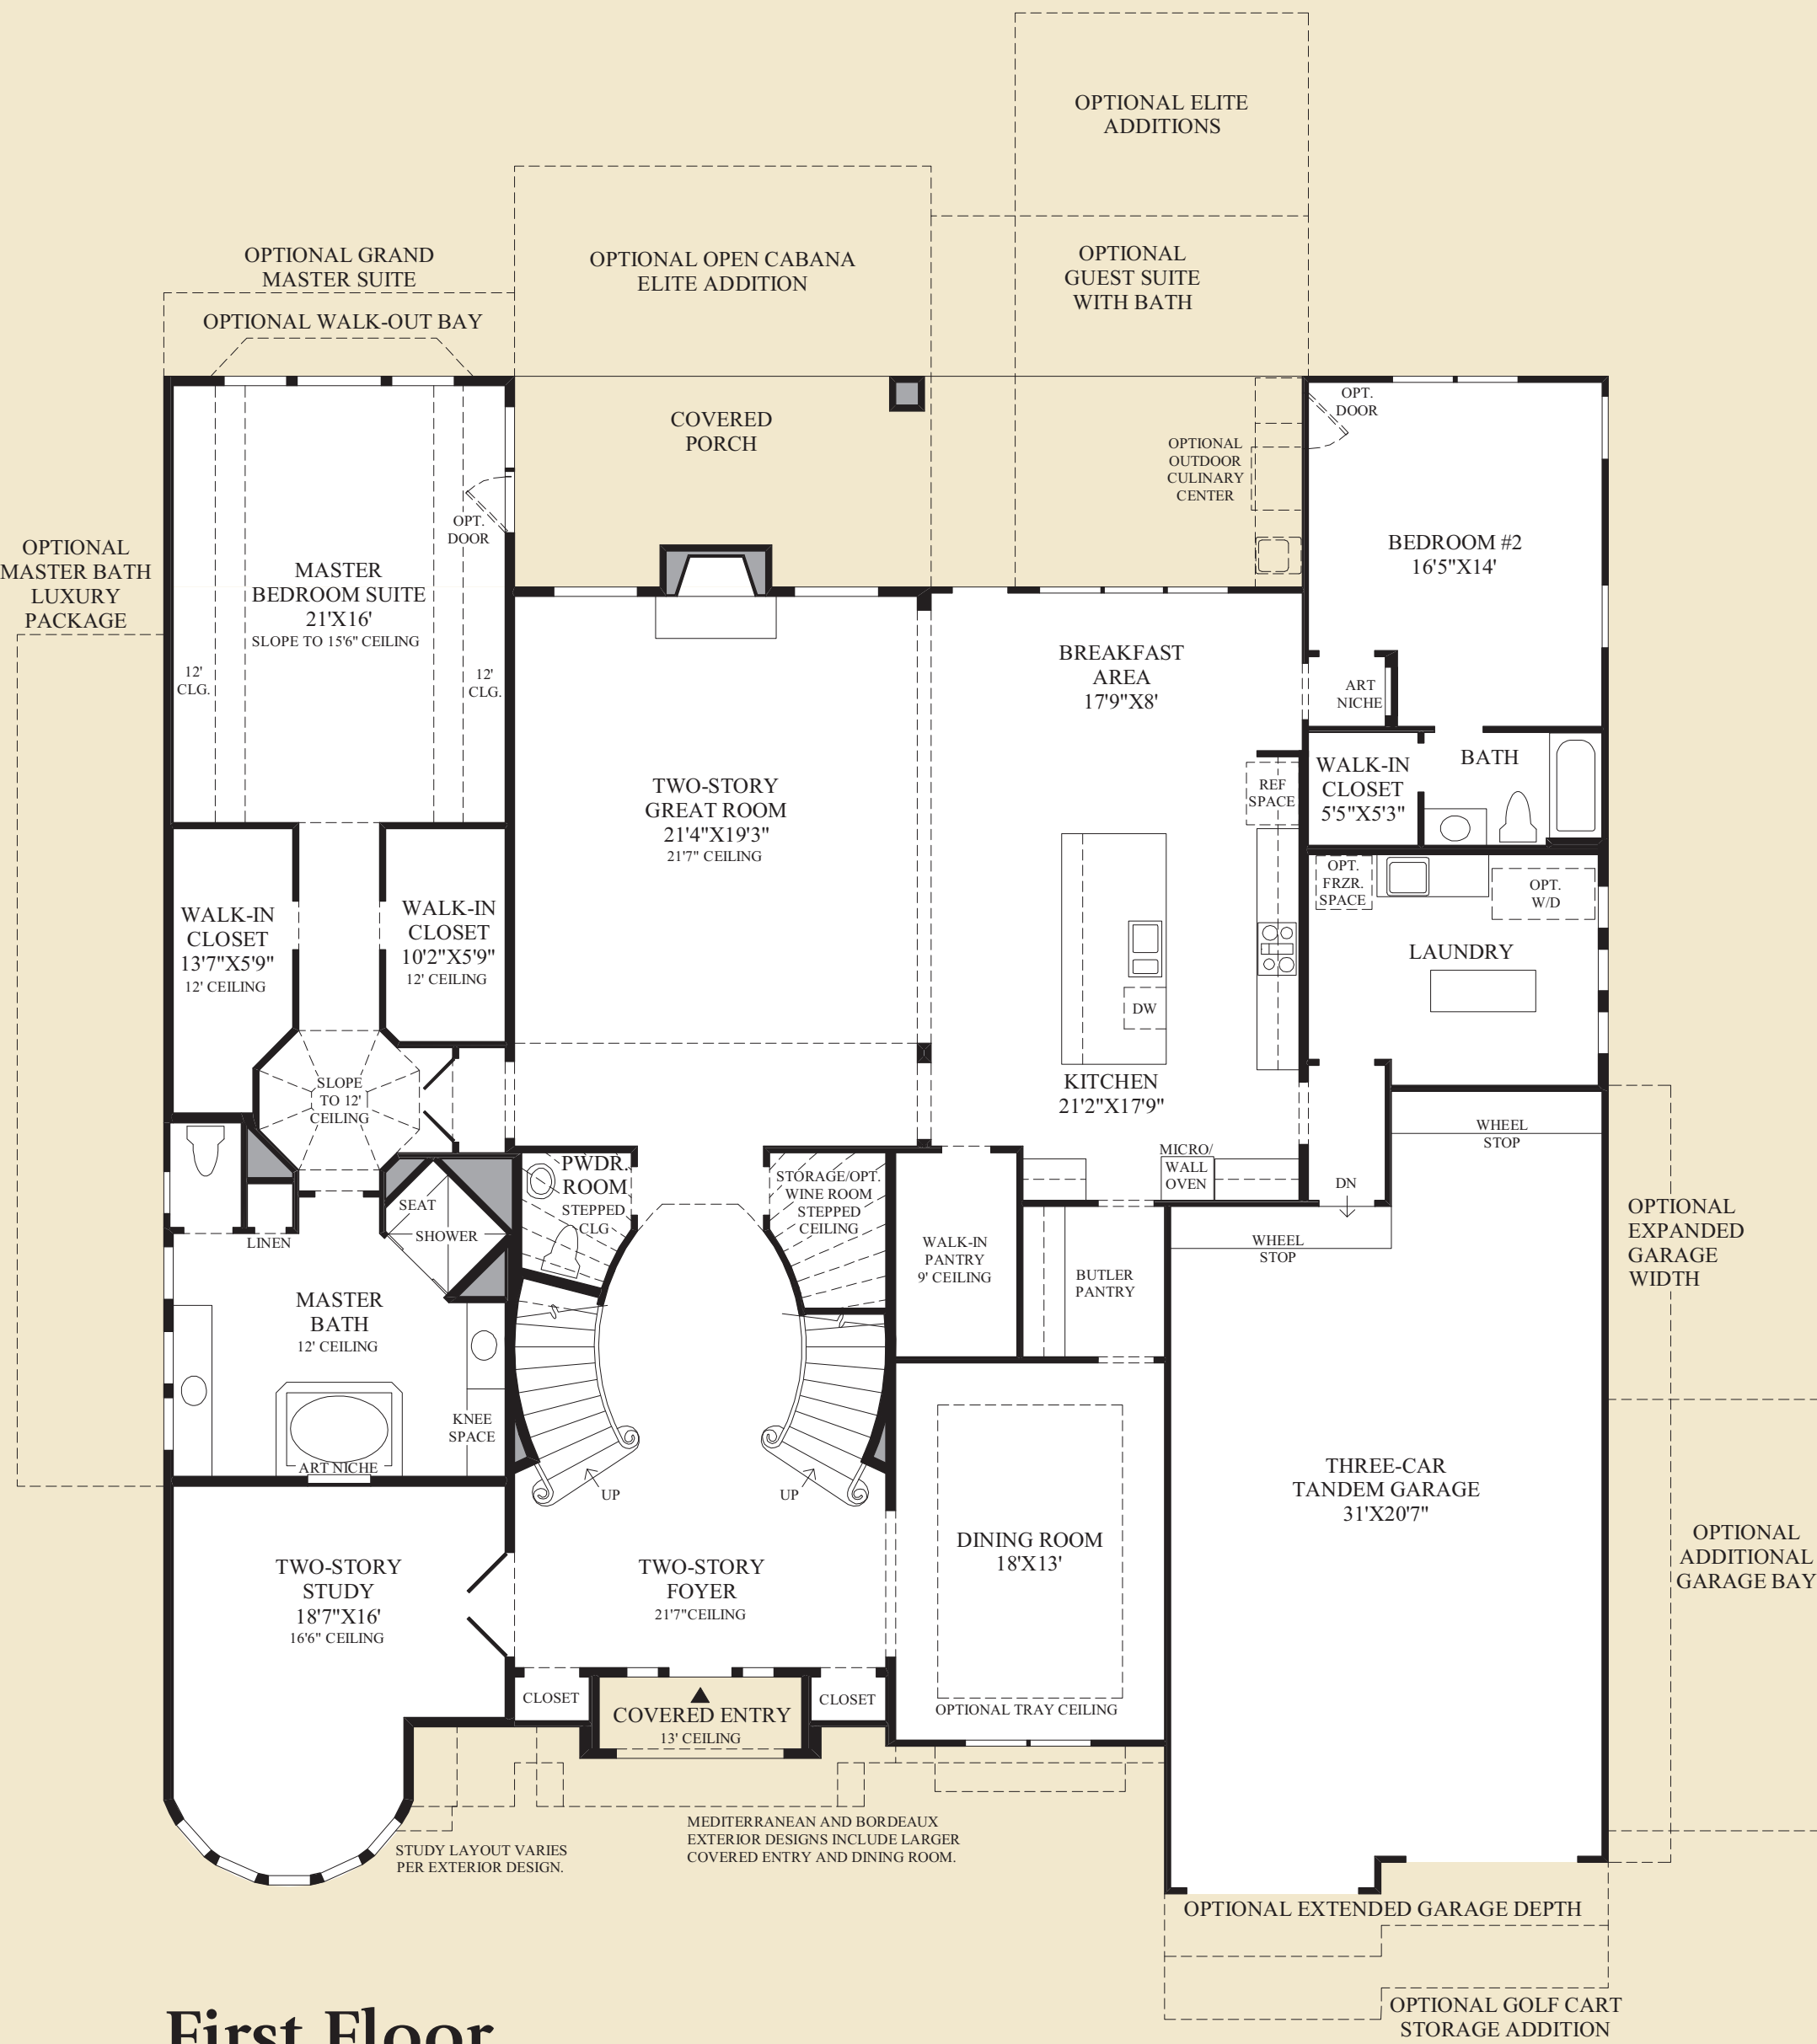 OPTIONAL ELITE
ADDITIONS
OPTIONAL GRAND
MASTER SUITE
OPTIONAL WALK-OUT BAY
OPTIONAL OPEN CABANA
ELITE ADDITION
OPTIONAL
GUEST SUITE
WITH BATH
COVERED
PORCH
OPTIONAL
OUTDOOR
CULINARY
CENTER
OPT.
DOOR
BEDROOM #2
16'5"X14'
OPTIONAL
MASTER BATH
LUXURY
PACKAGE
MASTER
BEDROOM SUITE
21'X16'
SLOPE TO 15'6" CEILING
OPT.
DOOR
12'
CLG.
12'
CLG.
BREAKFAST
AREA
17'9"X8'
ART
NICHE
TWO-STORY
GREAT ROOM
21'4"X19'3"
21'7" CEILING
REF
SPACE
WALK-IN
CLOSET
5'5"X5'3"
BATH
WALK-IN
CLOSET
13'7"X5'9"
12' CEILING
WALK-IN
CLOSET
10'2"X5'9"
12' CEILING
OPT.
FRZR.
SPACE
OPT.
W/D
LAUNDRY
DW
KITCHEN
21'2"X17'9"
SLOPE
TO 12'
CEILING
WHEEL
STOP
PWDR.
ROOM
STEPPED
CLG
STORAGE/OPT.
WINE ROOM
STEPPED
CEILING
MICRO/
WALL
OVEN
DN
SEAT
SHOWER
LINEN
WALK-IN
PANTRY
9' CEILING
BUTLER
PANTRY
WHEEL
STOP
OPTIONAL
EXPANDED
GARAGE
WIDTH
MASTER
BATH
12' CEILING
KNEE
SPACE
ART NICHE
UP
UP
THREE-CAR
TANDEM GARAGE
31'X20'7"
TWO-STORY
STUDY
18'7"X16'
16'6" CEILING
TWO-STORY
FOYER
21'7"CEILING
DINING ROOM
18'X13'
OPTIONAL
ADDITIONAL
GARAGE BAY
CLOSET
COVERED ENTRY
13' CEILING
CLOSET
OPTIONAL TRAY CEILING
STUDY LAYOUT VARIES
PER EXTERIOR DESIGN.
MEDITERRANEAN AND BORDEAUX
EXTERIOR DESIGNS INCLUDE LARGER
COVERED ENTRY AND DINING ROOM.
OPTIONAL EXTENDED GARAGE DEPTH
OPTIONAL GOLF CART
STORAGE ADDITION
First Floor